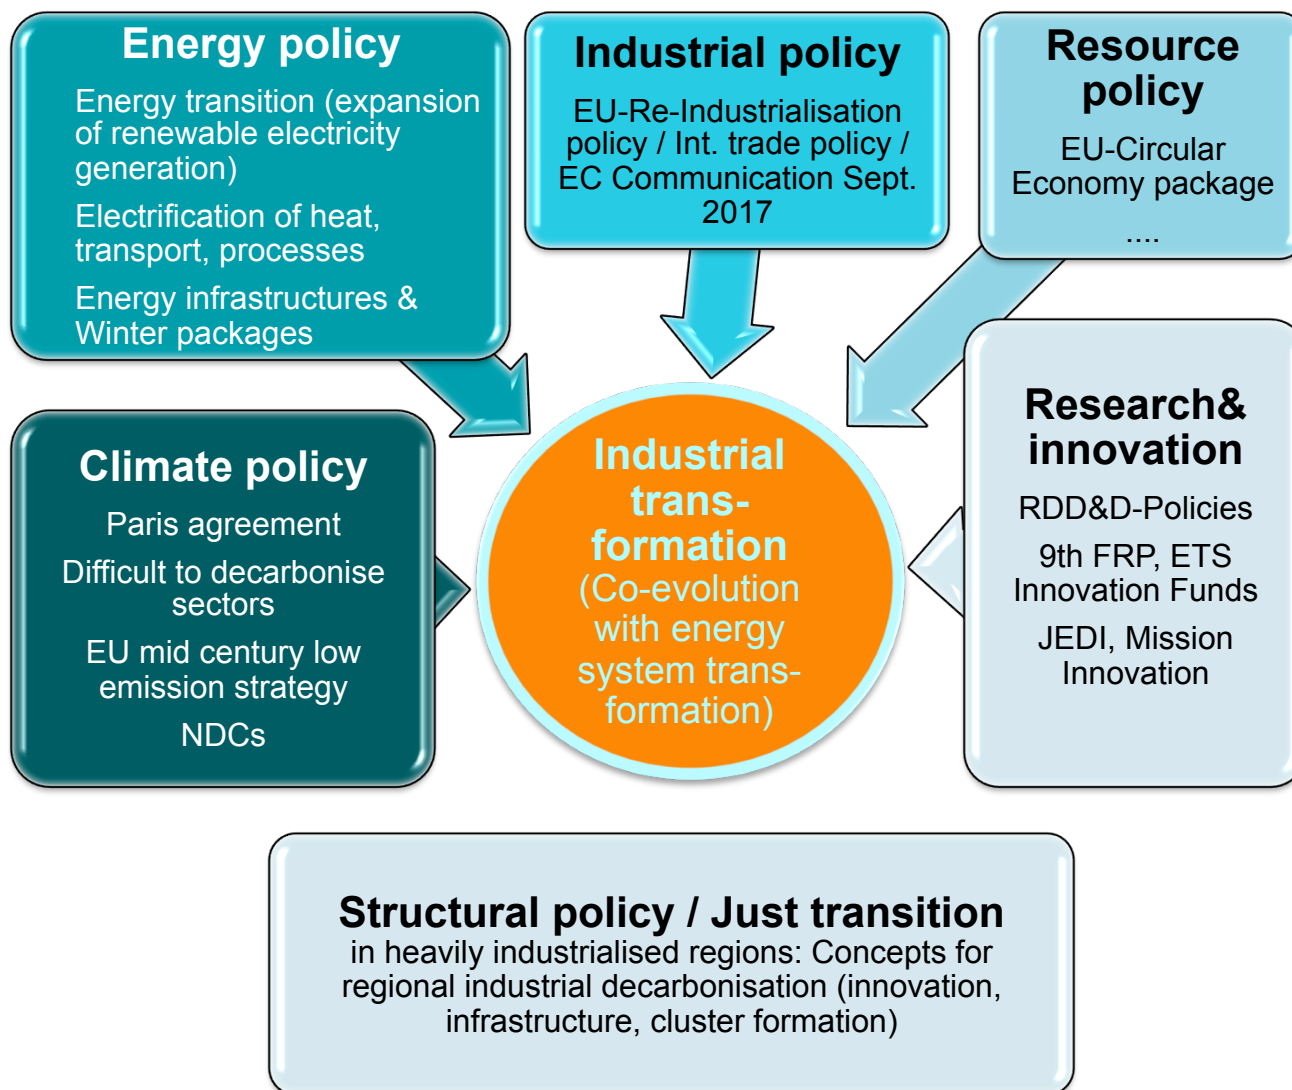 Energy policy
Energy transition (expansion
of renewable electricity
generation)
Electrification of heat,
transport, processes
Energy infrastructures &
Winter packages
Industrial policy
EU-Re-Industrialisation
policy / Int. trade policy /
EC Communication Sept.
2017
Resource
policy
EU-Circular
Economy package
....
Climate policy
Paris agreement
Difficult to decarbonise
sectors
EU mid century low
emission strategy
NDCs
Industrial
trans-
formation
(Co-evolution
with energy
system trans-
formation)
Research&
innovation
RDD&D-Policies
9th FRP, ETS
Innovation Funds
JEDI, Mission
Innovation
Structural policy / Just transition
in heavily industrialised regions: Concepts for
regional industrial decarbonisation (innovation,
infrastructure, cluster formation)